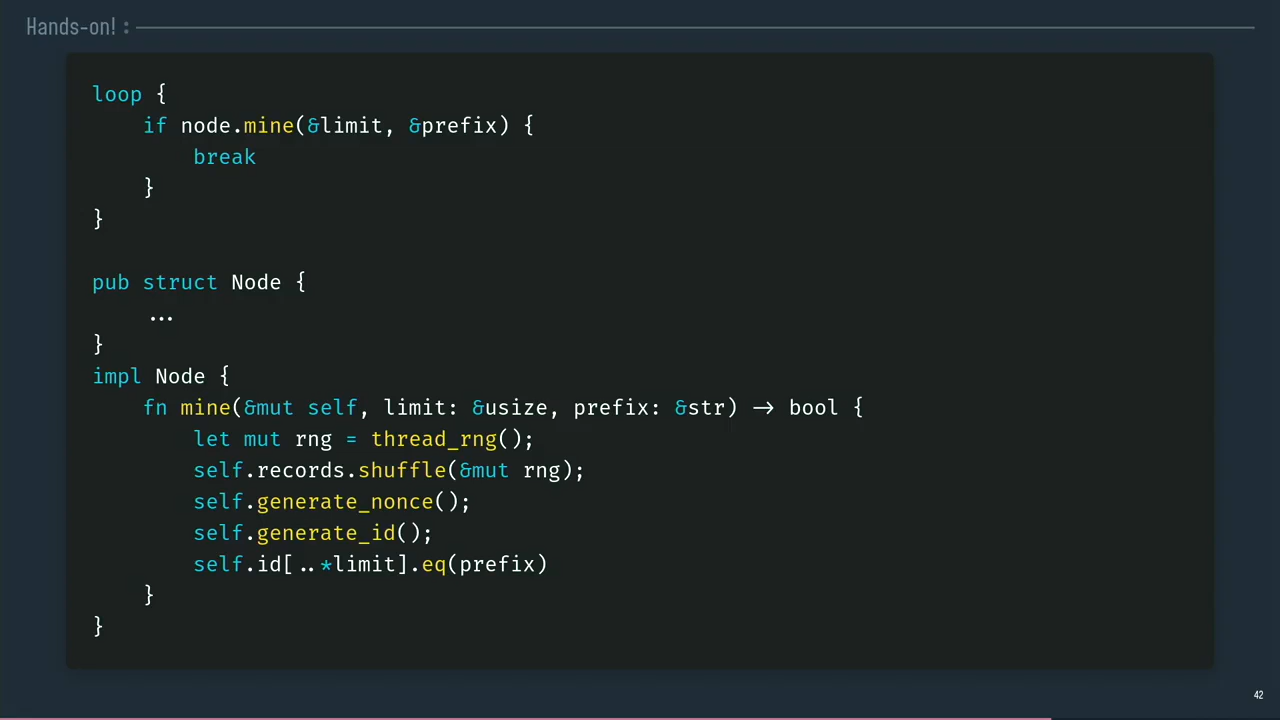 Hands-on! :
loop {
    if node.mine(&limit, &prefix) {
        break
    }
}
pub struct Node {
    ...
}
impl Node {
    fn mine(&mut self, limit: &usize, prefix: &str) -> bool {
        let mut rng = thread_rng();
        self.records.shuffle(&mut rng);
        self.generate_nonce();
        self.generate_id();
        self.id[..*limit].eq(prefix)
    }
}
42